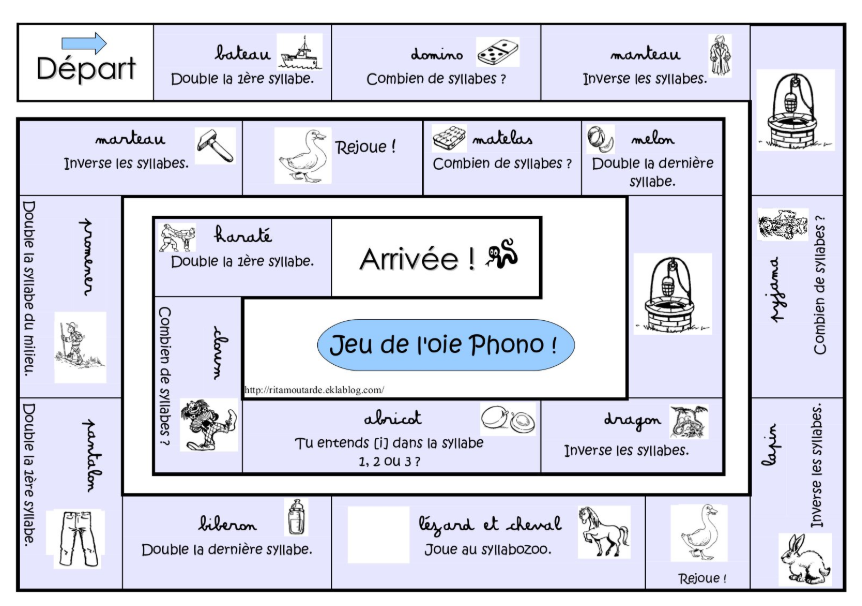 Départ
bateau
Double la 1ère syllabe.
domino
Combien de syllabes ?
manteau
Inverse les syllabes.
pyjama
Combien de syllabes ?
lapin
Inverse les syllabes.
Rejoue !
lézard et cheval
Joue au syllabozoo.
biberon
Double la dernière syllabe.
pantalon
Double la 1ère syllabe.
promener
Double la syllabe du milieu.
marteau
Inverse les syllabes.
Rejoue !
matelas
Combien de syllabes ?
melon
Double la dernière
syllabe.
dragon
Inverse les syllabes.
abricot
Tu entends [i] dans la syllabe
1, 2 ou 3 ?
clown
Combien de syllabes ?
karaté
Double la 1ère syllabe.
Arrivée !
Jeu de l'oie Phono !
http://ritamoutarde.eklablog.com/